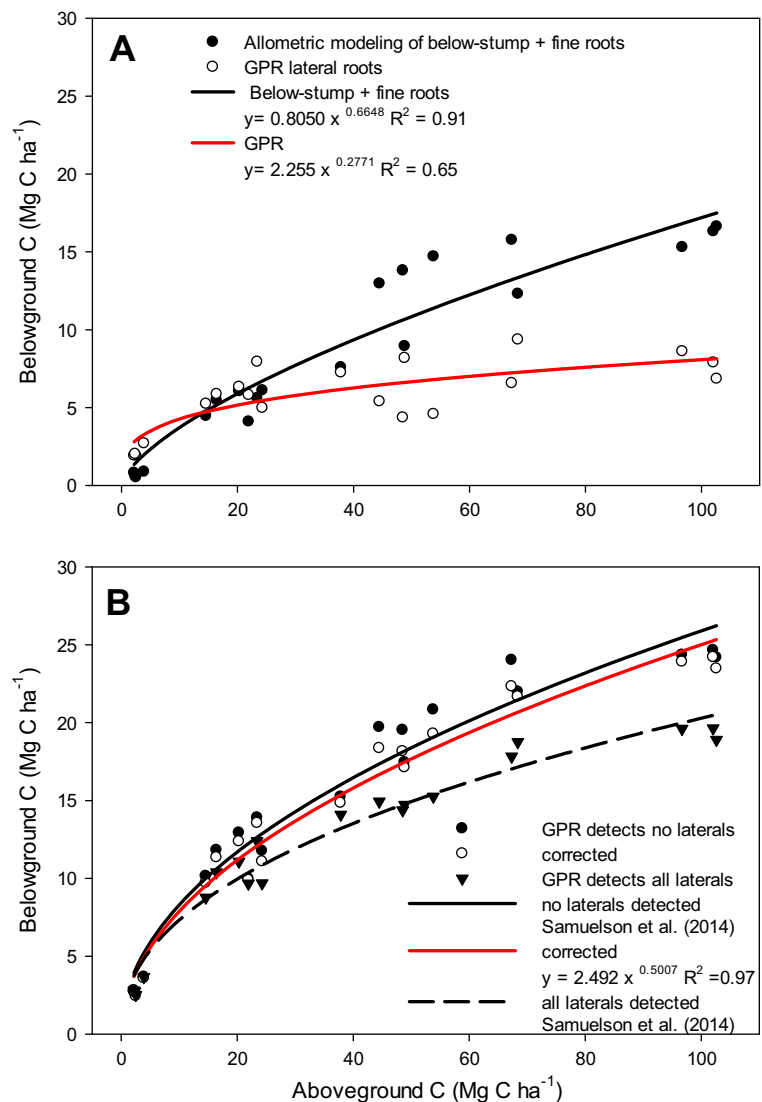 A
Allometric modeling of below-stump + fine roots
GPR lateral roots
Below-stump + fine roots
y= 0.8050 x 0.6648 R2 = 0.91
GPR
y= 2.255 x 0.2771 R2 = 0.65
Belowground C (Mg C ha-1)
30
25
20
15
10
5
0
0 20 40 60 80 100
B
Belowground C (Mg C ha-1)
30
25
20
15
10
5
0
GPR detects no laterals
corrected
GPR detects all laterals
no laterals detected
Samuelson et al. (2014)
corrected
y = 2.492 x 0.5007 R2 =0.97
all laterals detected
Samuelson et al. (2014)
0 20 40 60 80 100
Aboveground C (Mg C ha-1)